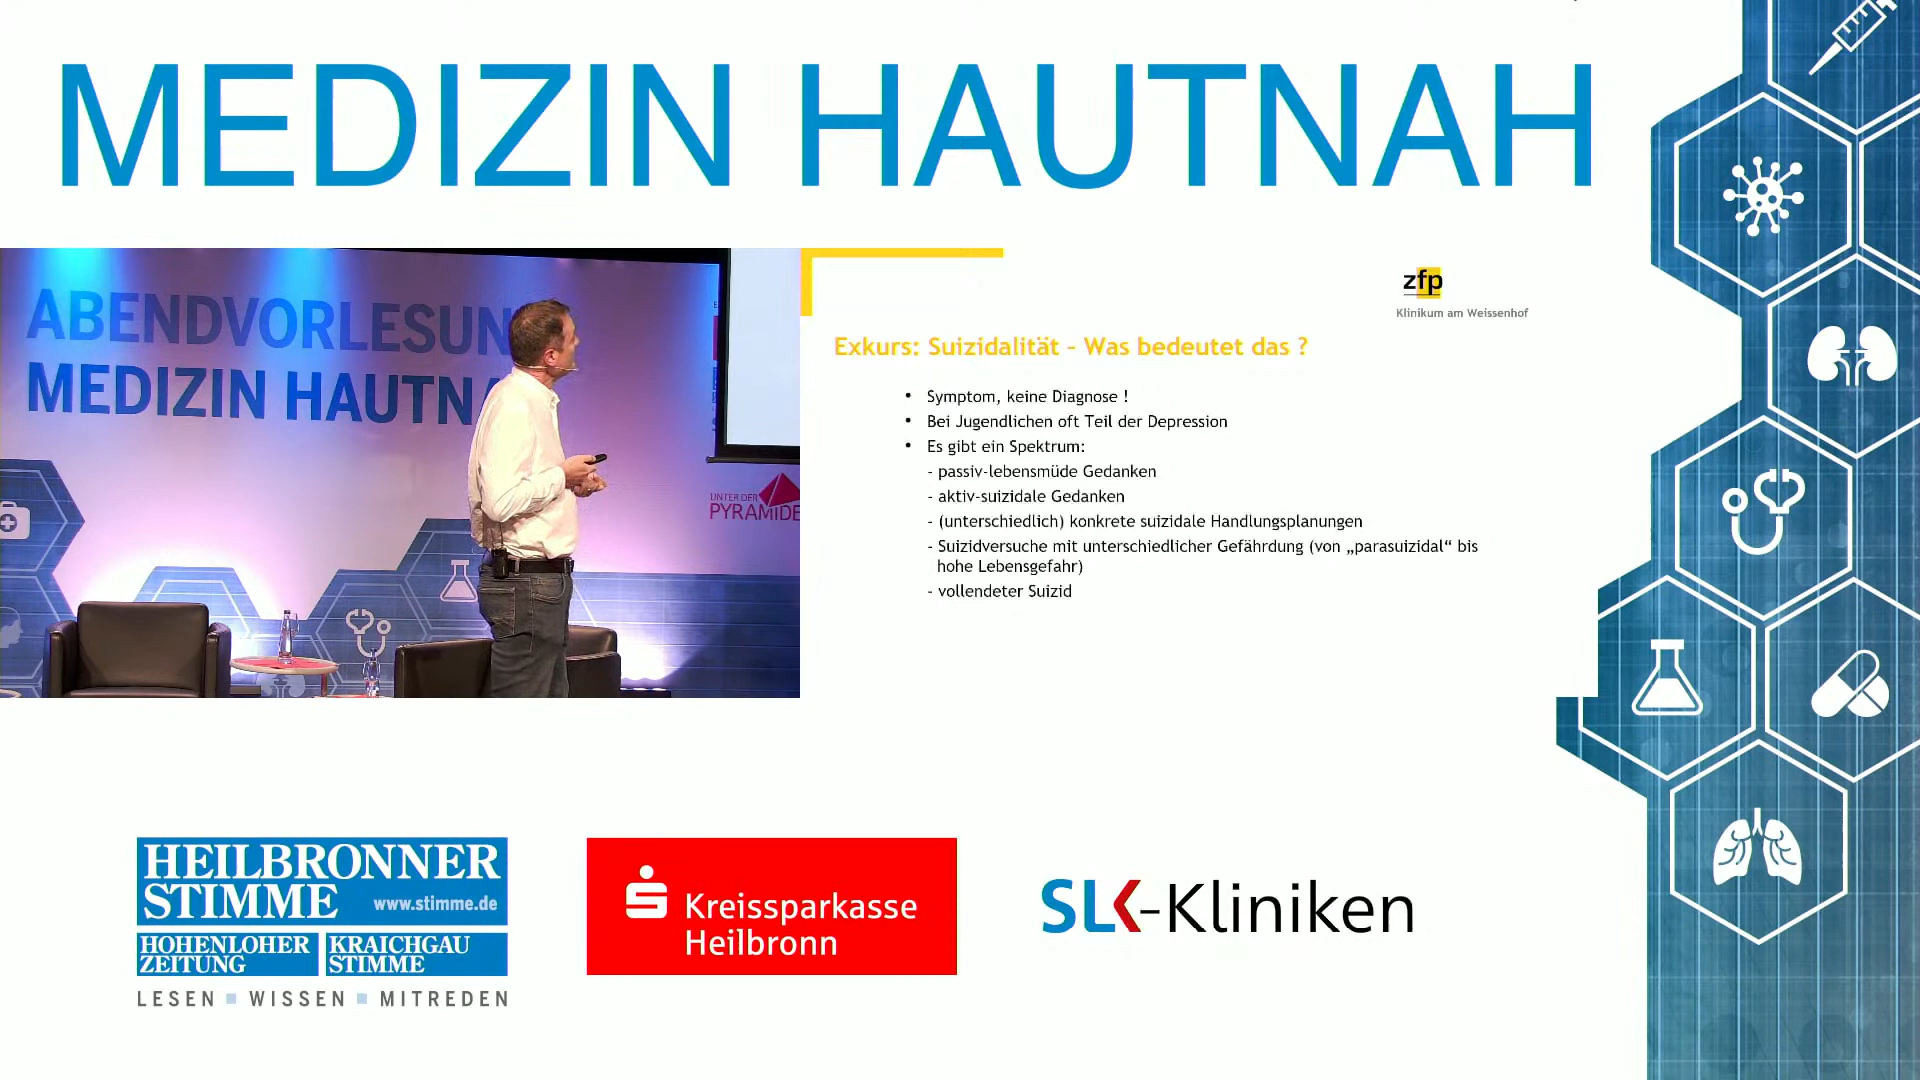 MEDIZIN HAUTNAH
ABENDVORLESUN
MEDIZIN HAUTNA
UNTER DER
PYRAMIDE
zfp
Klinikum am Weissenhof
Exkurs: Suizidalität – Was bedeutet das ?
• Symptom, keine Diagnose !
• Bei Jugendlichen oft Teil der Depression
• Es gibt ein Spektrum:
- passiv-lebensmüde Gedanken
- aktiv-suizidale Gedanken
- (unterschiedlich) konkrete suizidale Handlungsplanungen
- Suizidversuche mit unterschiedlicher Gefährdung (von „parasuizidal“ bis
hohe Lebensgefahr)
- vollendeter Suizid
HEILBRONNER
STIMME www.stimme.de
HOHENLOHER
ZEITUNG
KRAICHGAU
STIMME
LESEN ■ WISSEN ■ MITREDEN
Kreissparkasse
Heilbronn
SLK-Kliniken